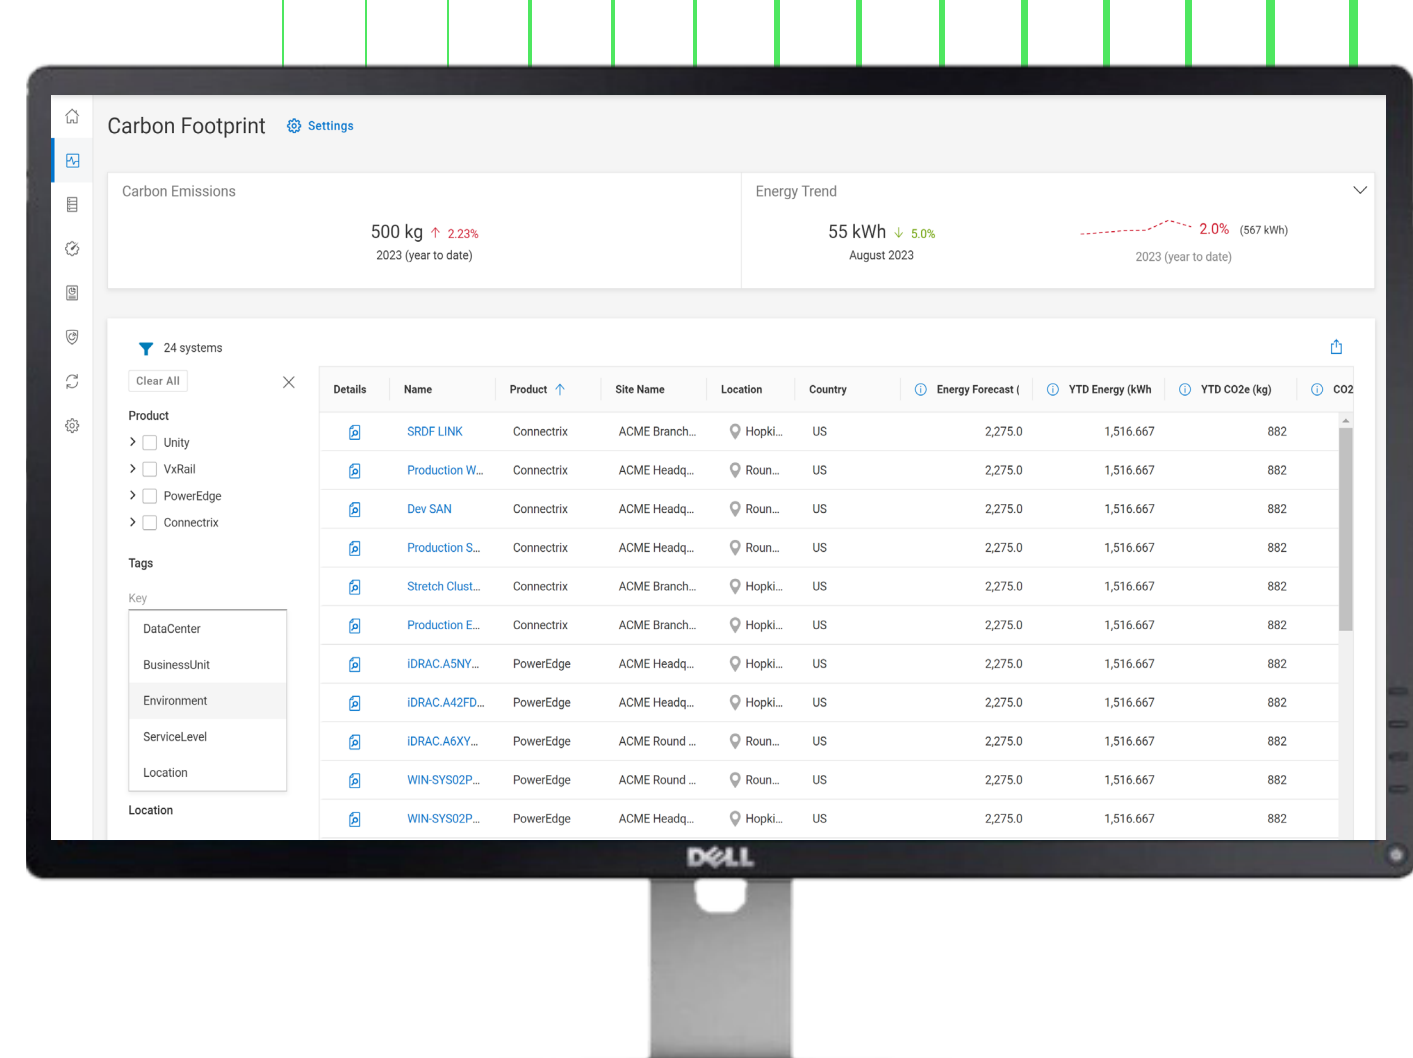 Carbon Footprint
Settings
Carbon Emissions
500 kg ↑ 2.23%
2023 (year to date)
Energy Trend
55 kWh ↓ 5.0%
August 2023
2.0% (567 kWh)
2023 (year to date)
24 systems
Clear All
Product
Unity
VxRail
PowerEdge
Connectrix
Tags
Key
DataCenter
BusinessUnit
Environment
ServiceLevel
Location
Location
Details Name Product ↑ Site Name Location Country Energy Forecast ( YTD Energy (kWh YTD CO2e (kg) CO2
SRDF LINK Connectrix ACME Branch... Hopki... US 2,275.0 1,516.667 882
Production W... Connectrix ACME Headq... Roun... US 2,275.0 1,516.667 882
Dev SAN Connectrix ACME Headq... Roun... US 2,275.0 1,516.667 882
Production S... Connectrix ACME Headq... Roun... US 2,275.0 1,516.667 882
Stretch Clust... Connectrix ACME Branch... Hopki... US 2,275.0 1,516.667 882
Production E... Connectrix ACME Branch... Hopki... US 2,275.0 1,516.667 882
iDRAC.A5NY... PowerEdge ACME Headq... Hopki... US 2,275.0 1,516.667 882
iDRAC.A42FD... PowerEdge ACME Headq... Hopki... US 2,275.0 1,516.667 882
iDRAC.A6XY... PowerEdge ACME Round ... Roun... US 2,275.0 1,516.667 882
WIN-SYS02P... PowerEdge ACME Round ... Roun... US 2,275.0 1,516.667 882
WIN-SYS02P... PowerEdge ACME Headq... Hopki... US 2,275.0 1,516.667 882
DELL